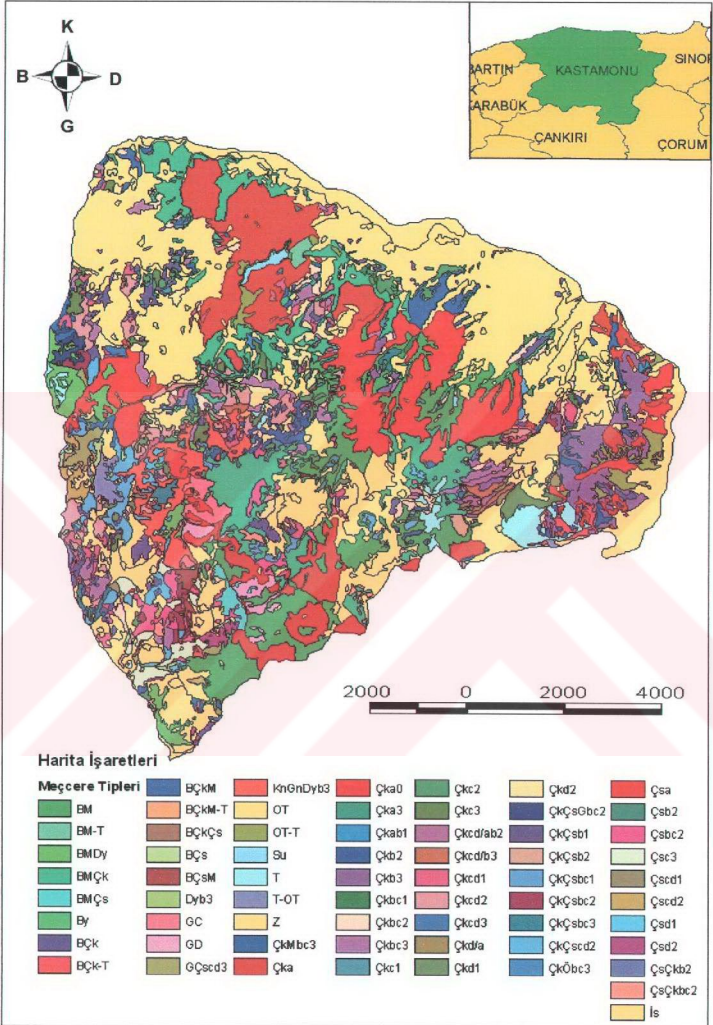 K
B D
G
BARTIN
KASTAMONU
SINOP
K
ARABÜK
ÇANKIRI
ÇORUM
2000 0 2000 4000
Harita İşaretleri
Meçcere Tipleri
BM
BM-T
BMDy
BMÇk
BMÇs
By
BÇk
BÇk-T
BÇkM
BÇkM-T
BÇkÇs
BÇs
BÇsM
Dyb3
GC
GD
GÇscd3
KnGnDyb3
OT
OT-T
Su
T
T-OT
Z
ÇkMbc3
Çka
Çka0
Çka3
Çkab1
Çkb2
Çkb3
Çkbc1
Çkbc2
Çkbc3
Çkc1
Çkc2
Çkc3
Çkcd/ab2
Çkcd/b3
Çkcd1
Çkcd2
Çkcd3
Çkd/a
Çkd1
Çkd2
ÇkÇsGbc2
ÇkÇsb1
ÇkÇsb2
ÇkÇsbc1
ÇkÇsbc2
ÇkÇsbc3
ÇkÇscd2
ÇkÖbc3
Çsa
Çsb2
Çsbc2
Çsc3
Çscd1
Çscd2
Çsd1
Çsd2
ÇsÇkb2
ÇsÇkbc2
İs